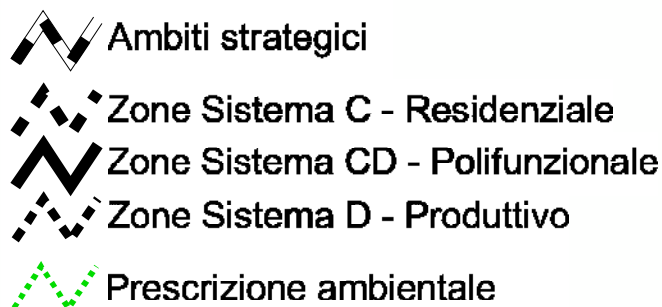 Ambiti strategici
Zone Sistema C - Residenziale
Zone Sistema CD - Polifunzionale
Zone Sistema D - Produttivo
Prescrizione ambientale